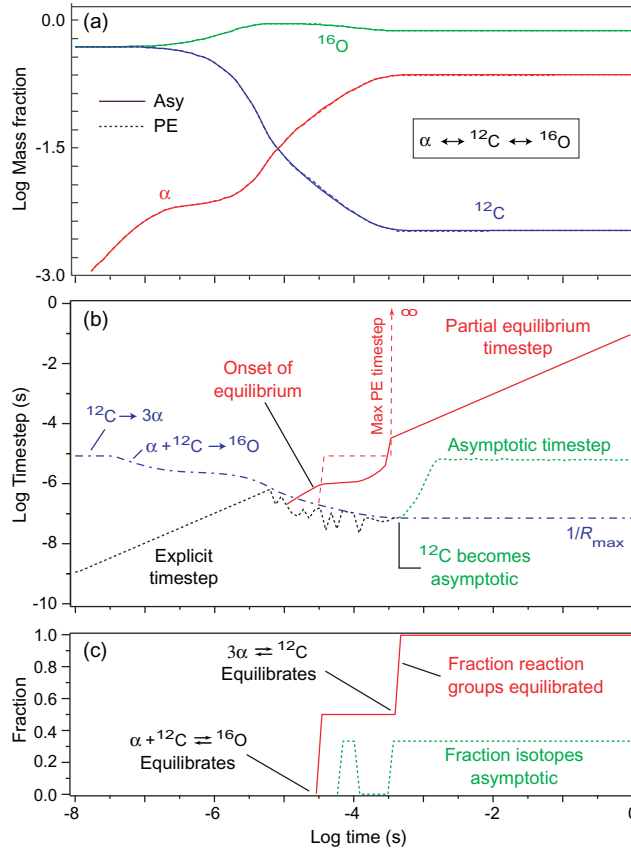 (a)
0.0
-1.5
-3.0
Log Mass fraction
¹⁶O
Asy
PE
α ↔ ¹²C ↔ ¹⁶O
α
¹²C
(b)
0
-2
-4
-6
-8
-10
Log Timestep (s)
∞
Max PE timestep
Partial equilibrium
timestep
Onset of
equilibrium
¹²C → 3α
α + ¹²C → ¹⁶O
Asymptotic timestep
Explicit
timestep
1/R_max
¹²C becomes
asymptotic
(c)
1.0
0.8
0.6
0.4
0.2
0.0
Fraction
3α ⇌ ¹²C
Equilibrates
Fraction reaction
groups equilibrated
α + ¹²C ⇌ ¹⁶O
Equilibrates
Fraction isotopes
asymptotic
-8 -6 -4 -2 0
Log time (s)